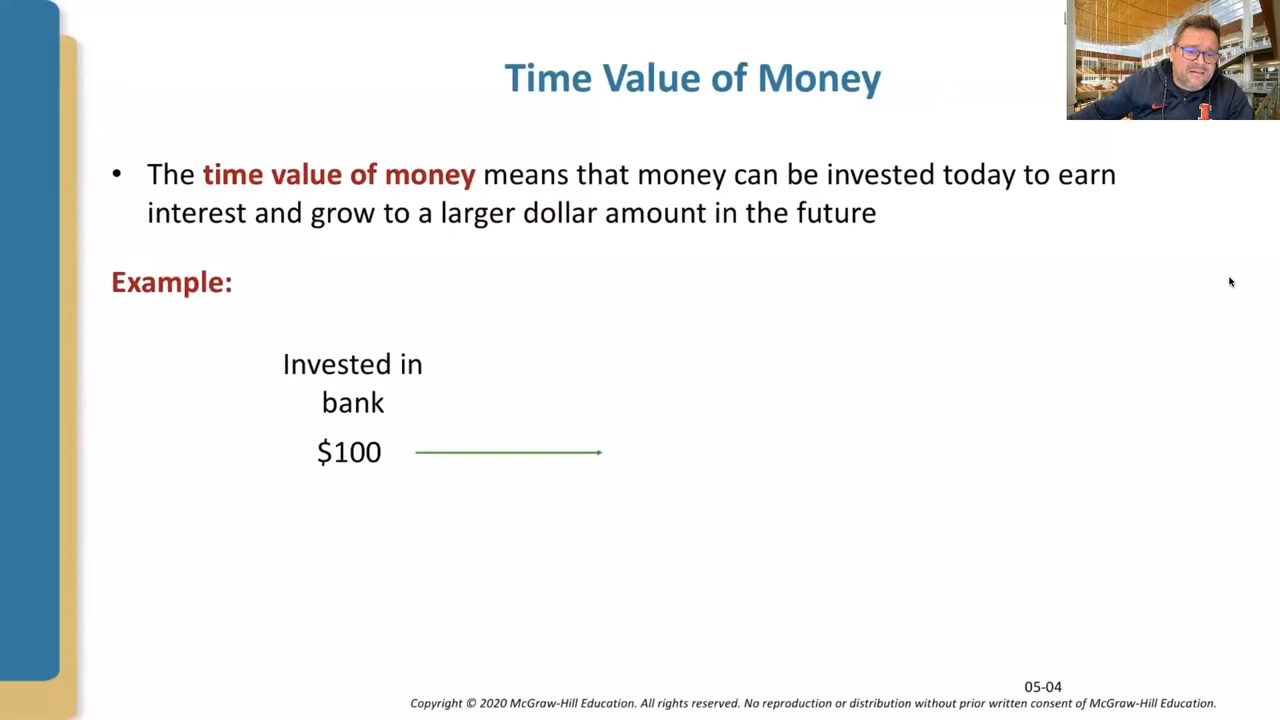 Time Value of Money
• The time value of money means that money can be invested today to earn
interest and grow to a larger dollar amount in the future
Example:
Invested in
bank
$100
05-04
Copyright © 2020 McGraw-Hill Education. All rights reserved. No reproduction or distribution without prior written consent of McGraw-Hill Education.